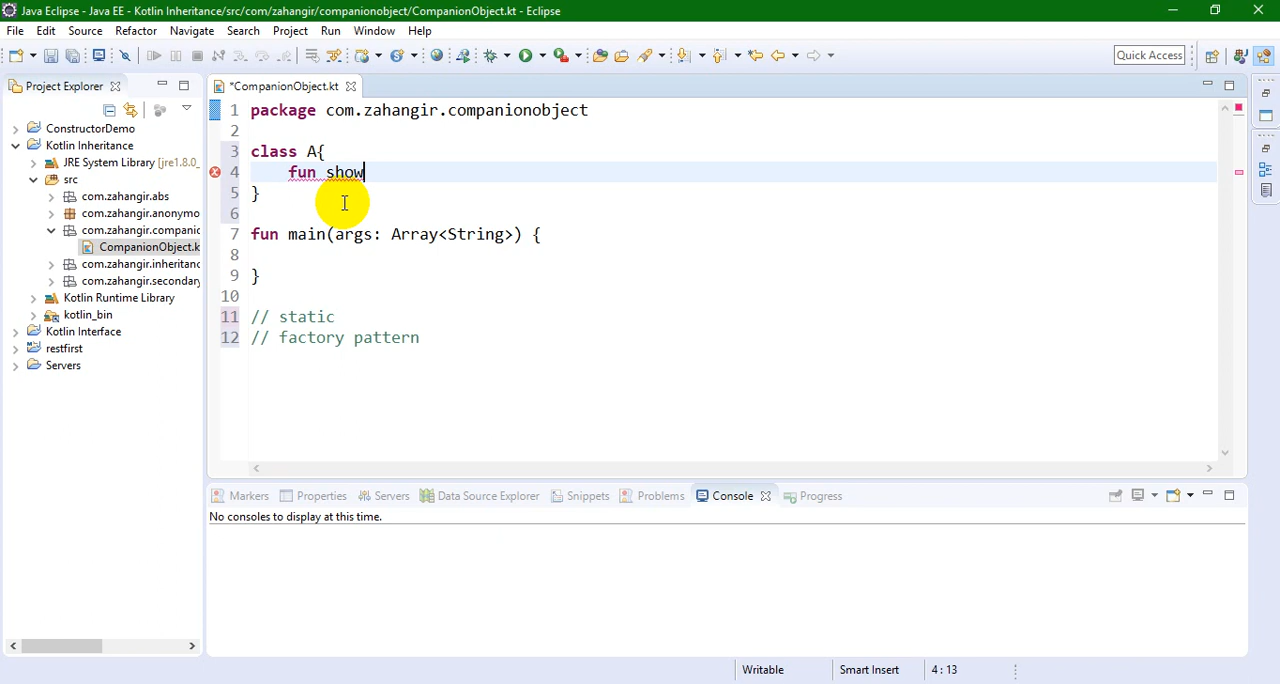 Java Eclipse - Java EE - Kotlin Inheritance/src/com/zahangir/companionobject/CompanionObject.kt - Eclipse
File Edit Source Refactor Navigate Search Project Run Window Help
Quick Access
Project Explorer
*CompanionObject.kt
ConstructorDemo
Kotlin Inheritance
JRE System Library [jre1.8.0_
src
com.zahangir.abs
com.zahangir.anonymo
com.zahangir.companic
CompanionObject.k
com.zahangir.inheritanc
com.zahangir.secondary
Kotlin Runtime Library
kotlin_bin
Kotlin Interface
restfirst
Servers
1 package com.zahangir.companionobject
2
3 class A{
4 fun show
5 }
6
7 fun main(args: Array<String>) {
8
9 }
10
11 // static
12 // factory pattern
Markers Properties Servers Data Source Explorer Snippets Problems Console Progress
No consoles to display at this time.
Writable Smart Insert 4 : 13